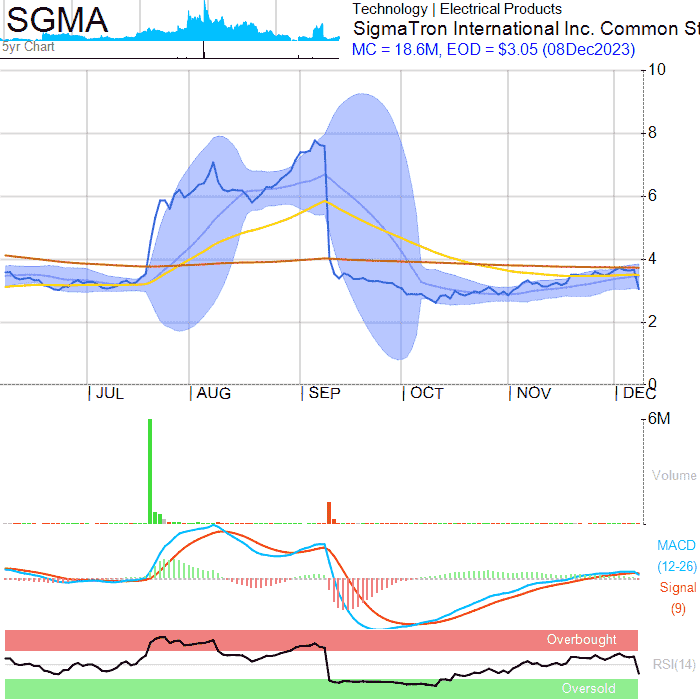 SGMA
5yr Chart
Technology | Electrical Products
SigmaTron International Inc. Common St
MC = 18.6M, EOD = $3.05 (08Dec2023)
10
8
6
4
2
0
JUL AUG SEP OCT NOV DEC
6M
Volume
MACD
(12-26)
Signal
(9)
Overbought
RSI(14)
Oversold